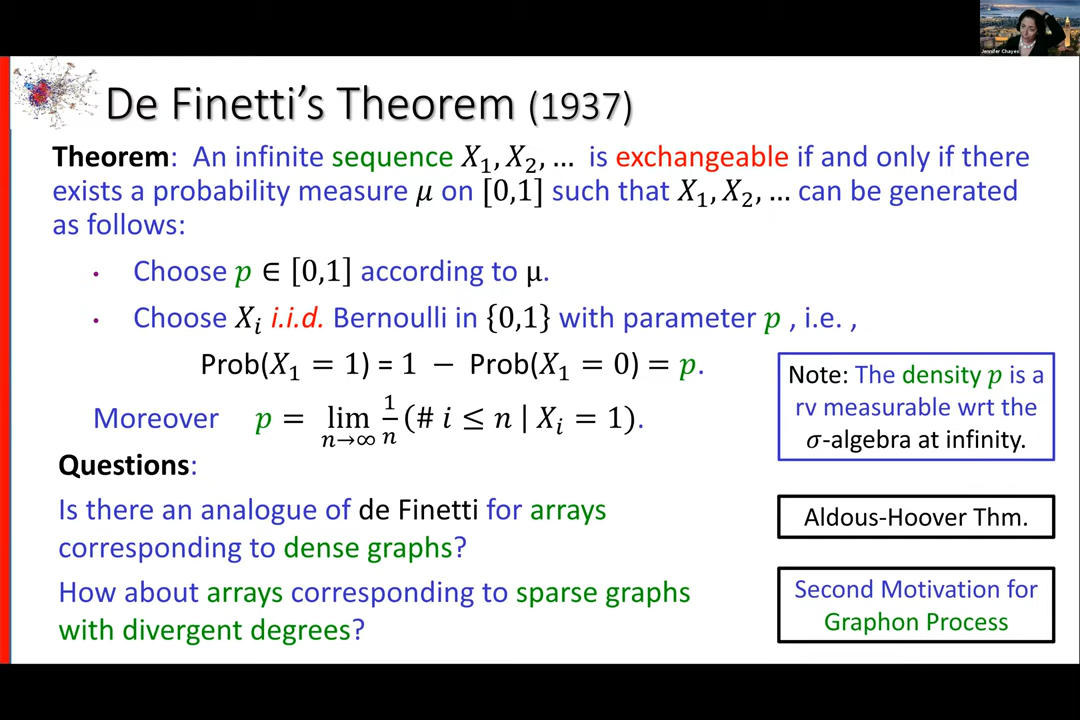 Jennifer Chayes
De Finetti's Theorem (1937)
Theorem: An infinite sequence X₁, X₂, … is exchangeable if and only if there
exists a probability measure μ on [0,1] such that X₁, X₂, … can be generated
as follows:
• Choose p ∈ [0,1] according to μ.
• Choose Xᵢ i.i.d. Bernoulli in {0,1} with parameter p , i.e. ,
Prob(X₁ = 1) = 1 − Prob(X₁ = 0) = p.
Moreover p = lim n→∞ 1/n (# i ≤ n | Xᵢ = 1).
Note: The density p is a
rv measurable wrt the
σ-algebra at infinity.
Questions:
Is there an analogue of de Finetti for arrays
corresponding to dense graphs?
Aldous-Hoover Thm.
How about arrays corresponding to sparse graphs
with divergent degrees?
Second Motivation for
Graphon Process